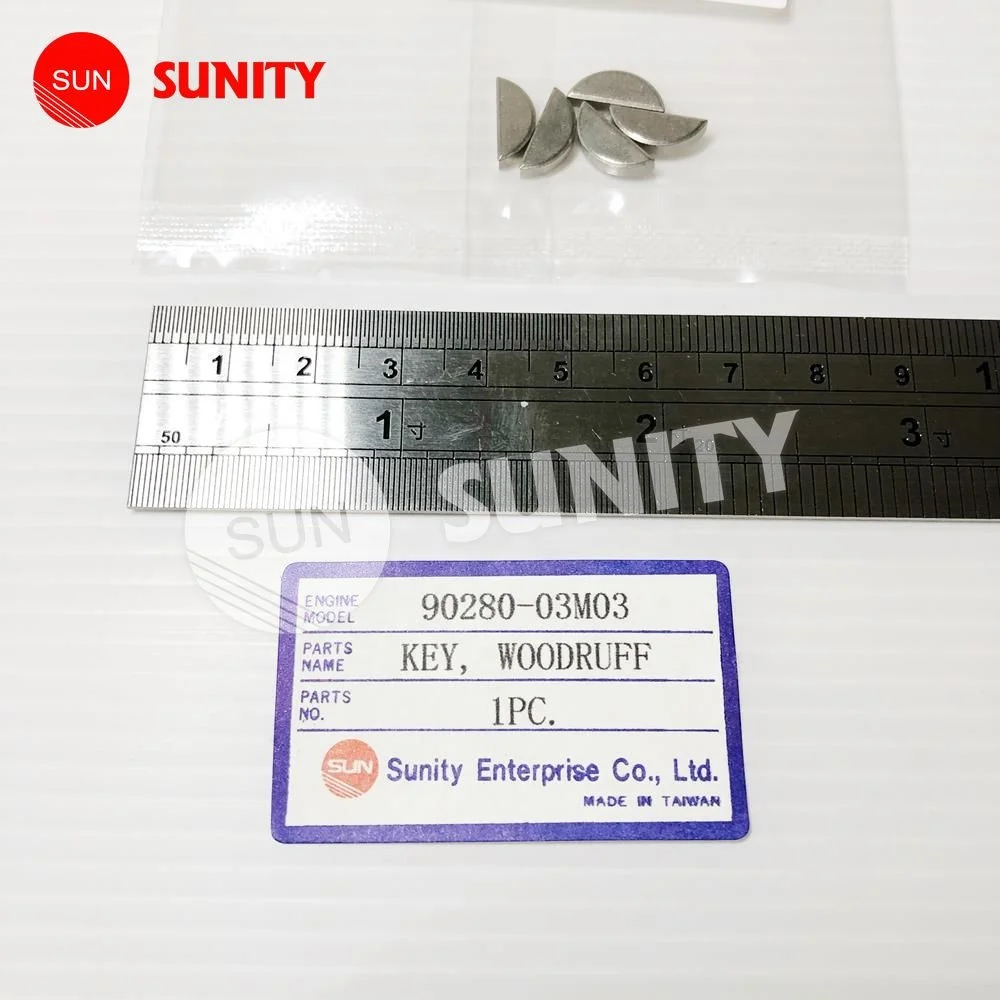 SUN SUNITY
1 2 3 4 5 6 7 8 9 1
50 1寸 2 3寸
SUN SUNITY
ENGINE MODEL 90280-03M03
PARTS NAME KEY, WOODRUFF
PARTS NO. 1PC.
SUN Sunity Enterprise Co., Ltd.
MADE IN TAIWAN